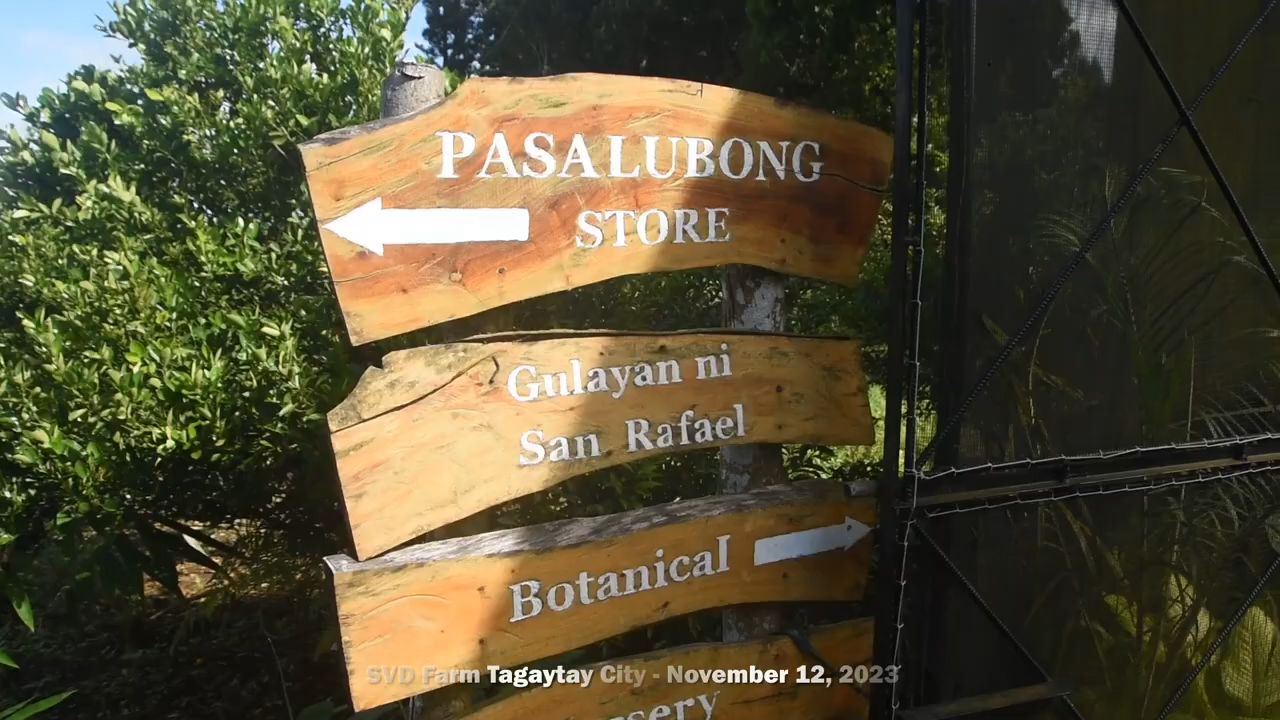 PASALUBONG
STORE
Gulayan ni
San Rafael
Botanical
SVD Farm Tagaytay City - November 12, 2023